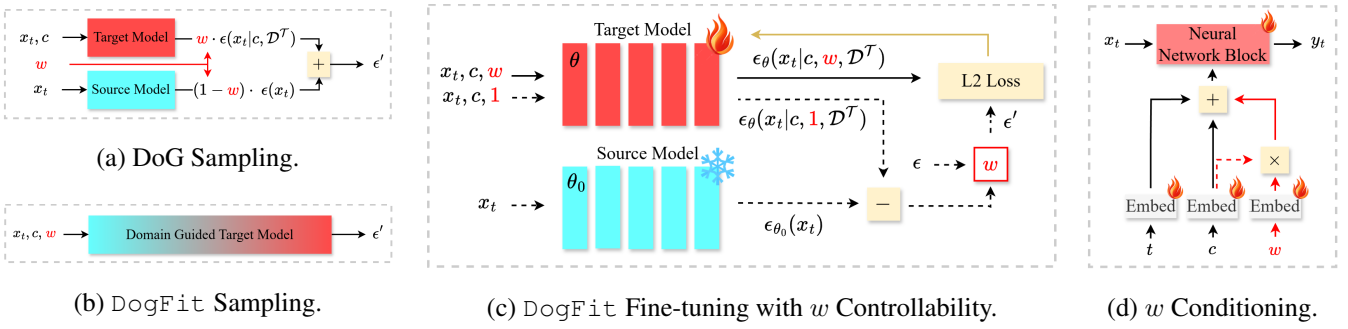 x_t, c
Target Model
w · ϵ(x_t|c, 𝒟^𝒯)
w
+
ϵ′
x_t
Source Model
(1 − w) · ϵ(x_t)
(a) DoG Sampling.
x_t, c, w
Domain Guided Target Model
ϵ′
(b) DogFit Sampling.
Target Model
θ
x_t, c, w
x_t, c, 1
ϵ_θ(x_t|c, w, 𝒟^𝒯)
L2 Loss
ϵ_θ(x_t|c, 1, 𝒟^𝒯)
ϵ′
Source Model
θ_0
ϵ
w
x_t
−
ϵ_θ_0(x_t)
(c) DogFit Fine-tuning with w Controllability.
x_t
Neural
Network Block
y_t
+
×
Embed
Embed
Embed
t
c
w
(d) w Conditioning.